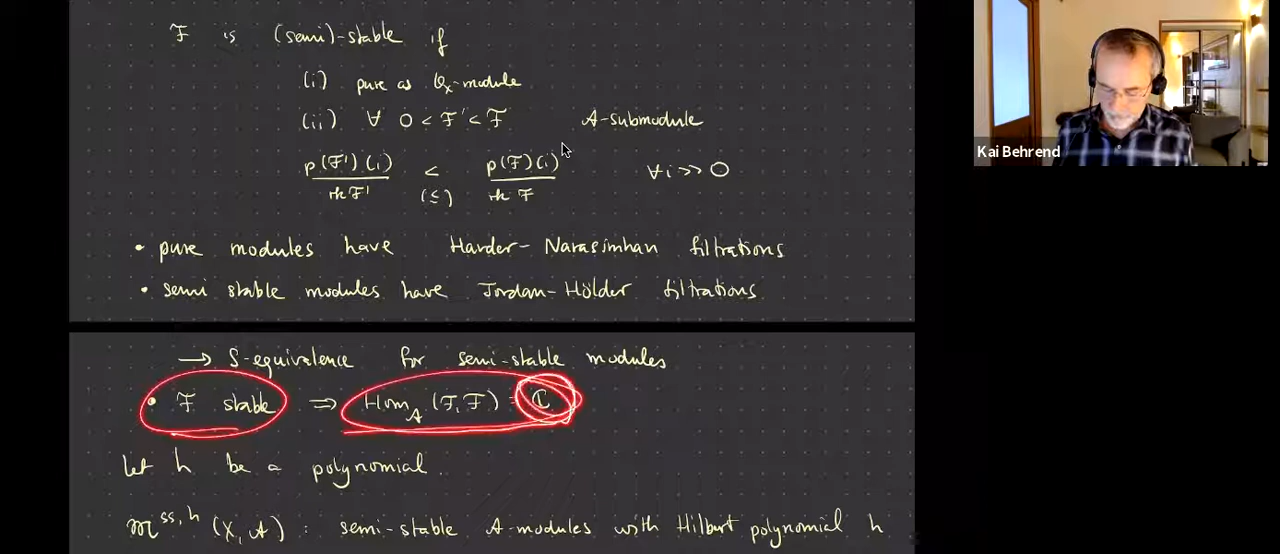 ℱ is (semi)-stable if
(i) pure as 𝒪_X-module
(ii) ∀ 0 < ℱ' < ℱ 𝒜-submodule
p(ℱ')(i) / rk ℱ' < (≤) p(ℱ)(i) / rk ℱ ∀ i >> 0
• pure modules have Harder-Narasimhan filtrations
• semi stable modules have Jordan-Hölder filtrations
→ S-equivalence for semi-stable modules
• ℱ stable ⇒ Hom_𝒜 (ℱ, ℱ) = ℂ
Let h be a polynomial.
𝔐^{ss, h} (X, 𝒜) : semi-stable 𝒜-modules with Hilbert polynomial h
Kai Behrend